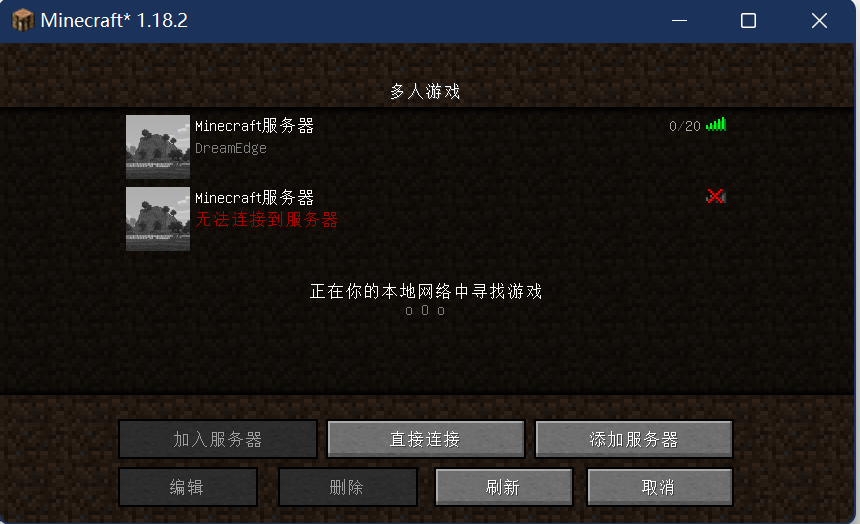 Minecraft* 1.18.2
多人游戏
Minecraft服务器 0/20
DreamEdge
Minecraft服务器
无法连接到服务器
正在你的本地网络中寻找游戏
o O o
加入服务器 直接连接 添加服务器
编辑 删除 刷新 取消